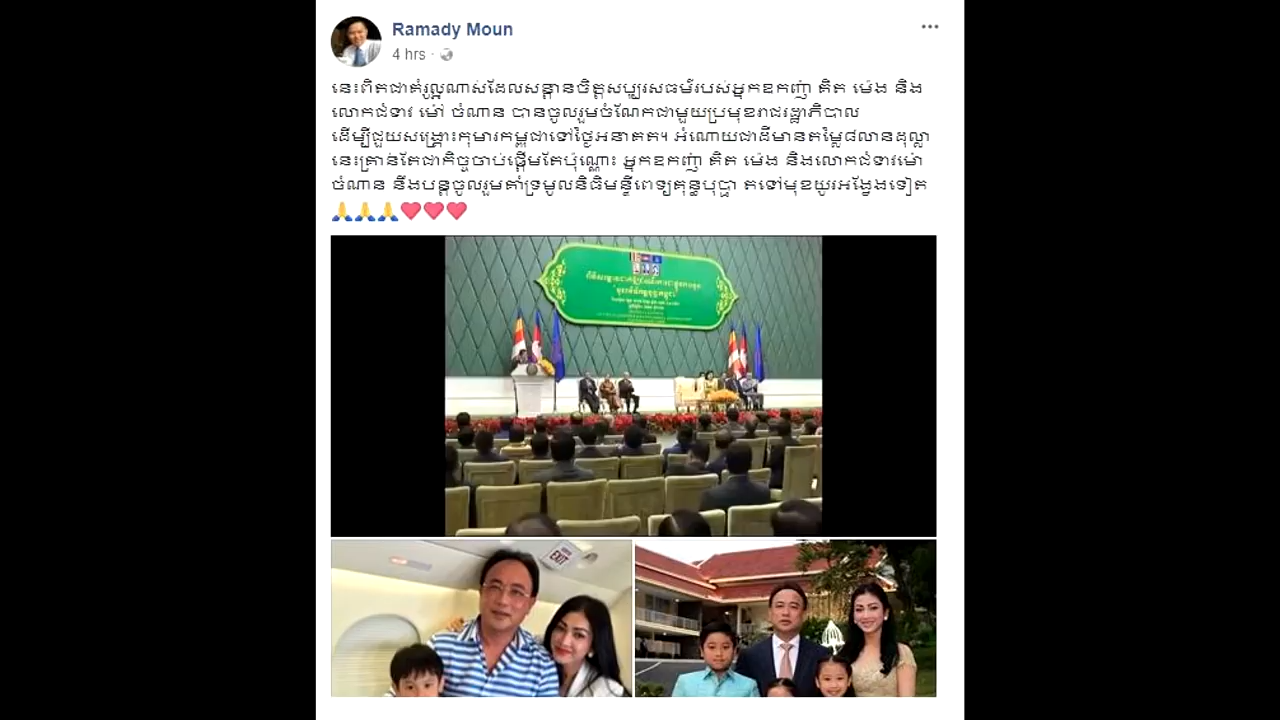 Ramady Moun
4 hrs
នេះពិតជាគំរូល្អណាស់ដែលសន្តានចិត្តសប្បុរសធម៌របស់អ្នកឧកញ៉ា គិត ម៉េង និង
លោកជំទាវ ម៉ៅ ចំណាន បានចូលរួមចំណែកជាមួយប្រមុខរាជរដ្ឋាភិបាល
ដើម្បីជួយសង្គ្រោះកុមារកម្ពុជាទៅថ្ងៃអនាគត។ អំណោយជាដីមានតម្លៃ៨លានដុល្លា
នេះគ្រាន់តែជាកិច្ចចាប់ផ្តើមតែប៉ុណ្ណោះ អ្នកឧកញ៉ា គិត ម៉េង និងលោកជំទាវម៉ៅ
ចំណាន នឹងបន្តចូលរួមគាំទ្រមូលនិធិមន្ទីពេទ្យគុន្ធបុប្ផា តទៅមុខយូរអង្វែងទៀត
🙏🙏🙏❤❤❤
EXIT